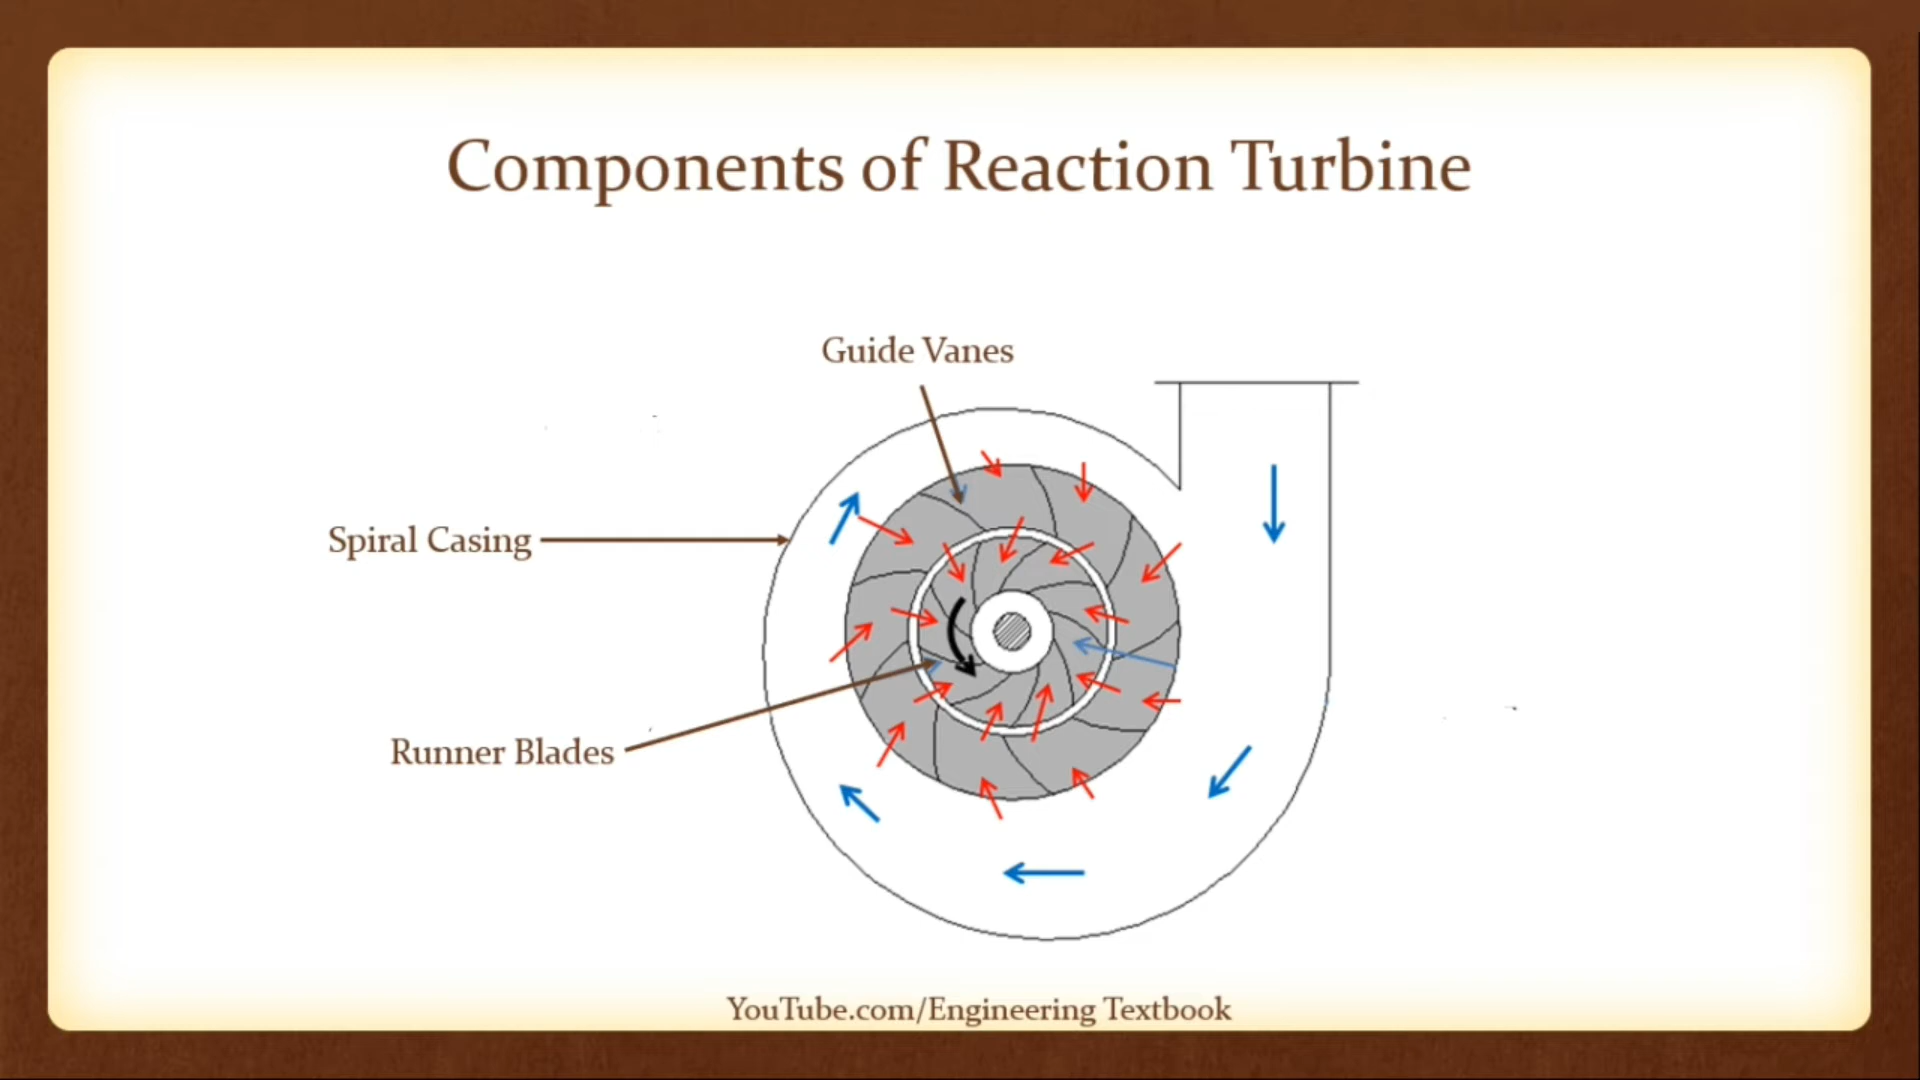 Components of Reaction Turbine
Guide Vanes
Spiral Casing
Runner Blades
YouTube.com/Engineering Textbook